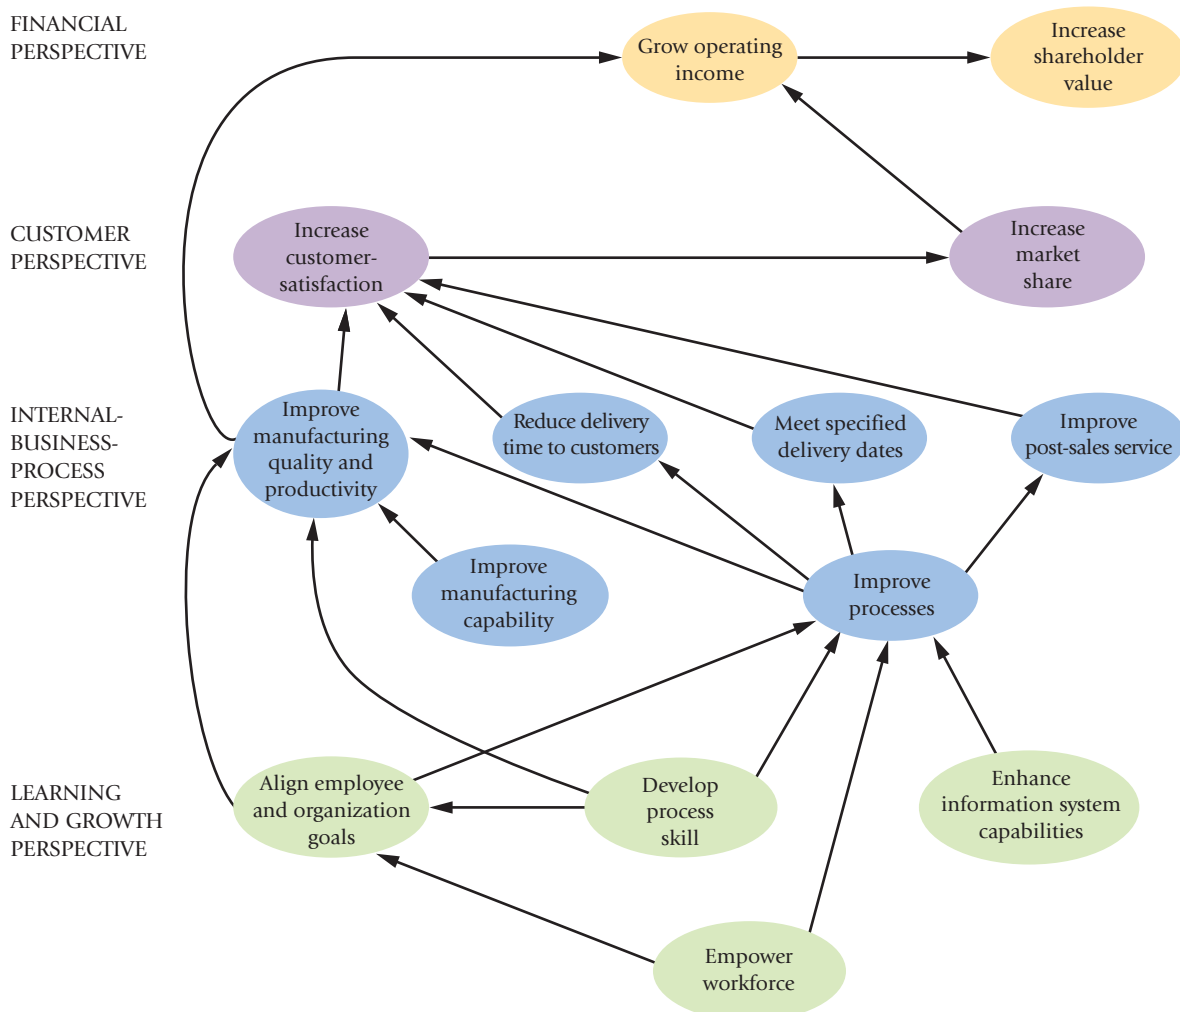 FINANCIAL
PERSPECTIVE
Grow operating
income
Increase
shareholder
value
CUSTOMER
PERSPECTIVE
Increase
customer-
satisfaction
Increase
market
share
INTERNAL-
BUSINESS-
PROCESS
PERSPECTIVE
Improve
manufacturing
quality and
productivity
Reduce delivery
time to customers
Meet specified
delivery dates
Improve
post-sales service
Improve
manufacturing
capability
Improve
processes
LEARNING
AND GROWTH
PERSPECTIVE
Align employee
and organization
goals
Develop
process
skill
Enhance
information system
capabilities
Empower
workforce